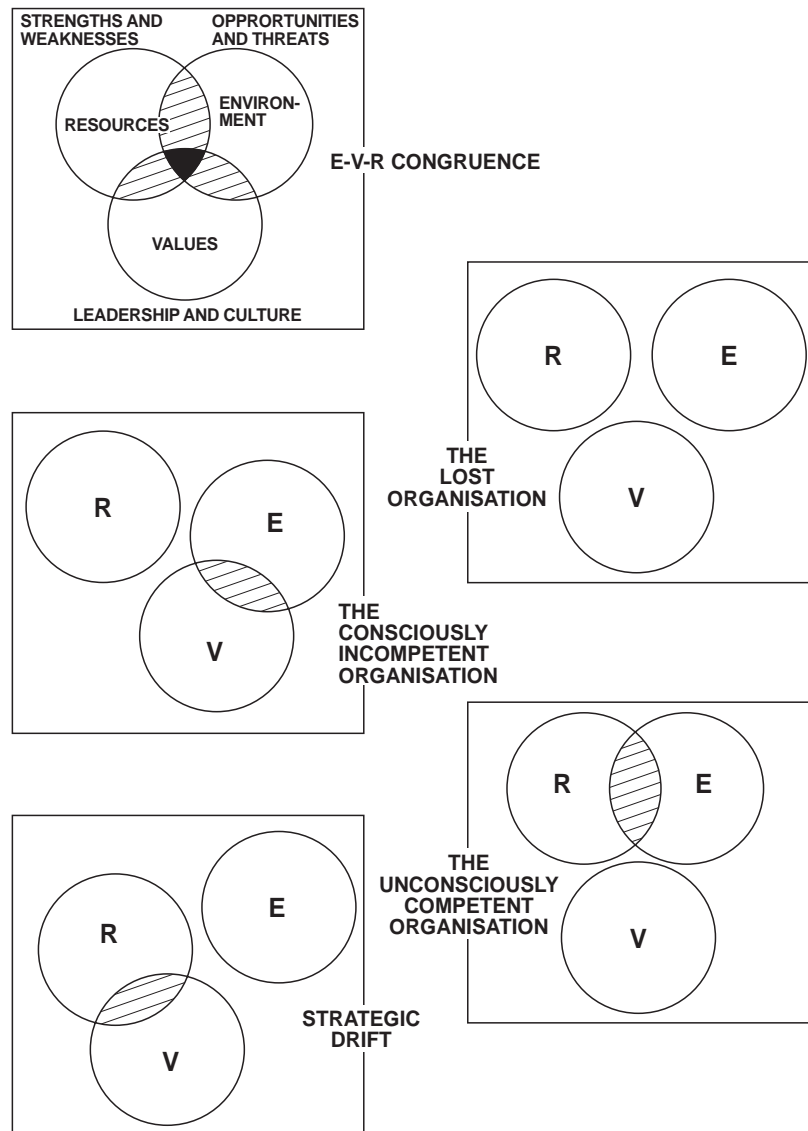 STRENGTHS AND
WEAKNESSES
OPPRORTUNITIES
AND THREATS
RESOURCES
ENVIRON-
MENT
VALUES
LEADERSHIP AND CULTURE
E-V-R CONGRUENCE
R
E
V
THE
LOST
ORGANISATION
R
E
V
THE
CONSCIOUSLY
INCOMPETENT
ORGANISATION
R
E
V
THE
UNCONSCIOUSLY
COMPETENT
ORGANISATION
R
E
V
STRATEGIC
DRIFT